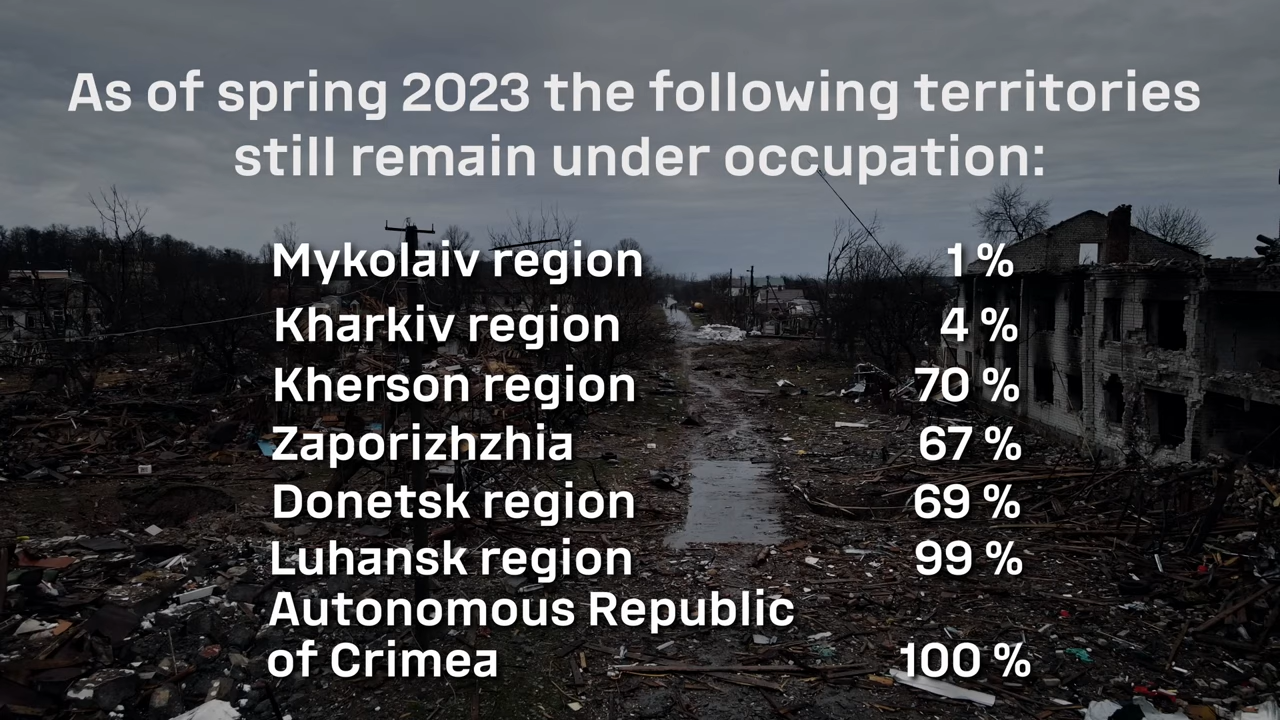 As of spring 2023 the following territories
still remain under occupation:
Mykolaiv region 1 %
Kharkiv region 4 %
Kherson region 70 %
Zaporizhzhia 67 %
Donetsk region 69 %
Luhansk region 99 %
Autonomous Republic
of Crimea 100 %